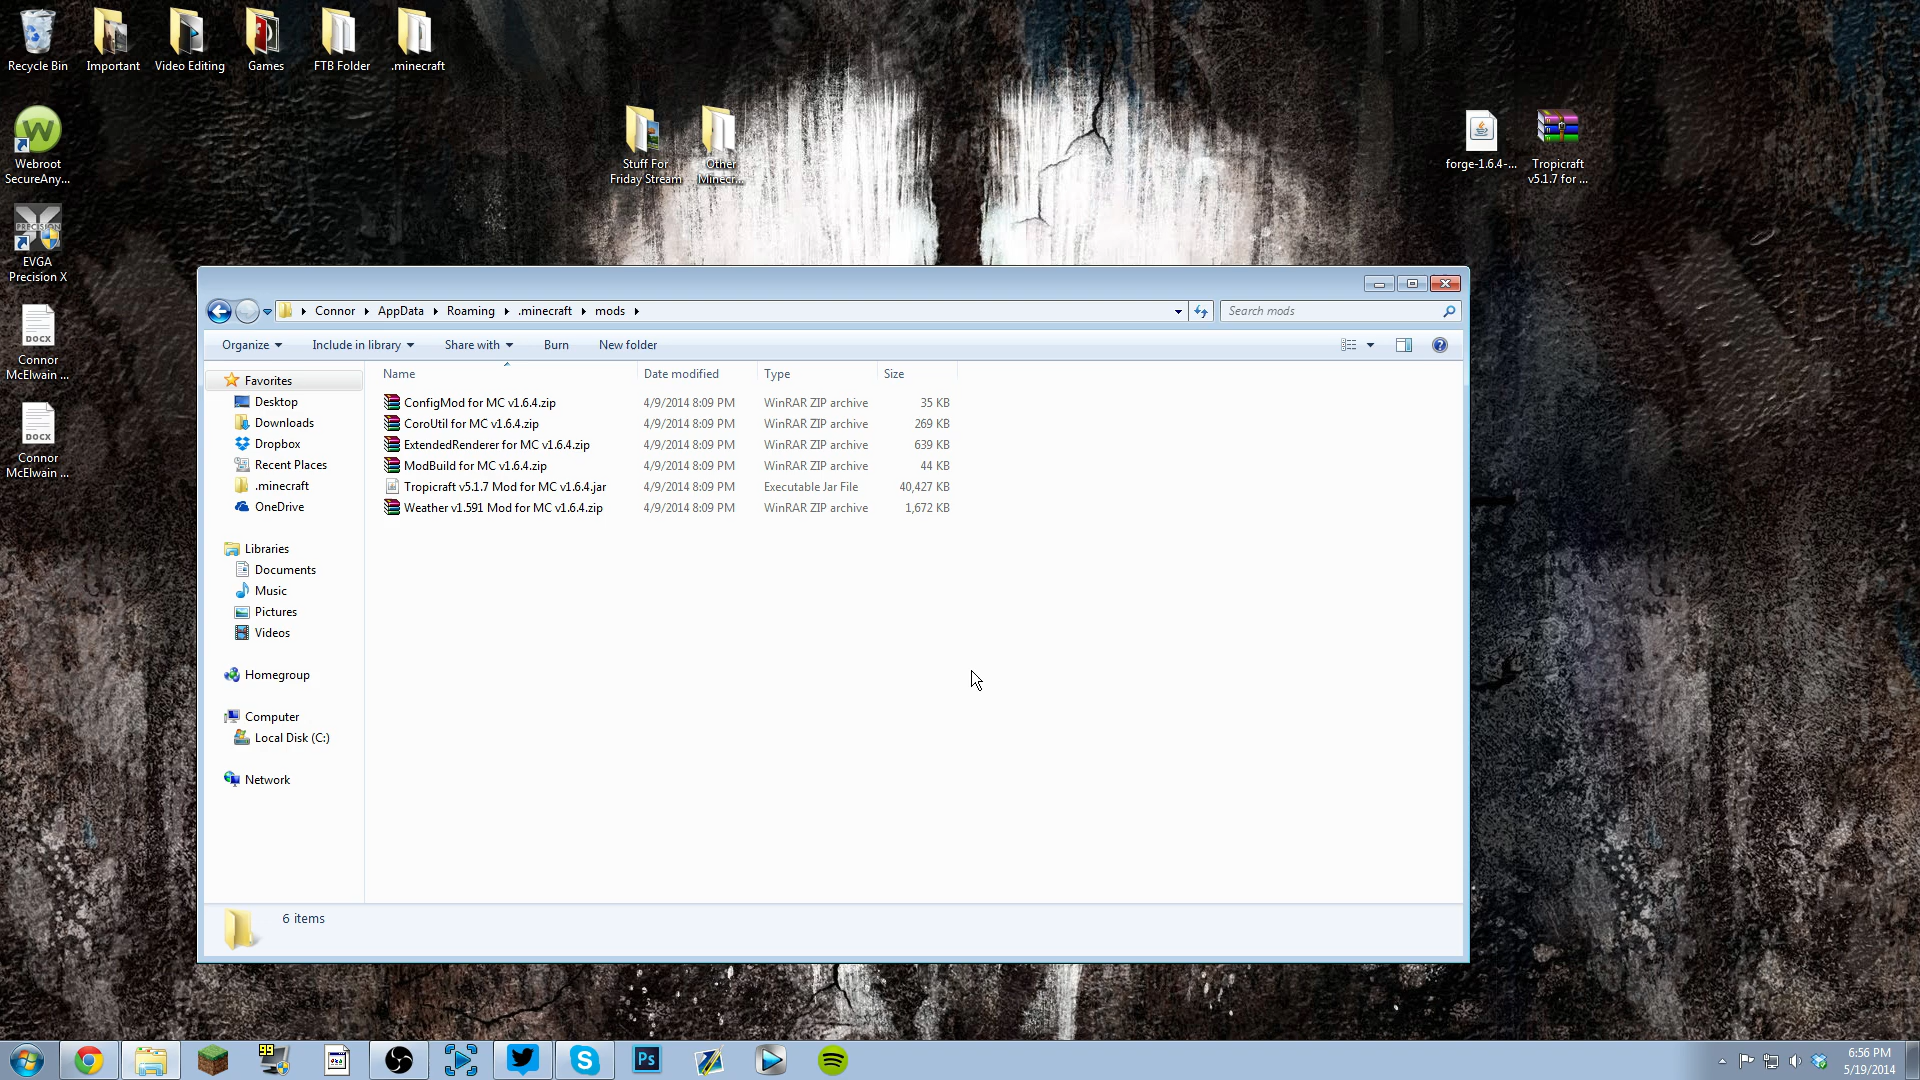 Recycle Bin
Important
Video Editing
Games
FTB Folder
.minecraft
Webroot
SecureAny...
Stuff For
Friday Stream
Other
Minecr...
forge-1.6.4-...
Tropicraft
v5.1.7 for ...
PRECISION
EVGA
Precision X
DOCX
Connor
McElwain ...
DOCX
Connor
McElwain ...
Connor
AppData
Roaming
.minecraft
mods
Search mods
Organize
Include in library
Share with
Burn
New folder
Name
Date modified
Type
Size
ConfigMod for MC v1.6.4.zip 4/9/2014 8:09 PM WinRAR ZIP archive 35 KB
CoroUtil for MC v1.6.4.zip 4/9/2014 8:09 PM WinRAR ZIP archive 269 KB
ExtendedRenderer for MC v1.6.4.zip 4/9/2014 8:09 PM WinRAR ZIP archive 639 KB
ModBuild for MC v1.6.4.zip 4/9/2014 8:09 PM WinRAR ZIP archive 44 KB
Tropicraft v5.1.7 Mod for MC v1.6.4.jar 4/9/2014 8:09 PM Executable Jar File 40,427 KB
Weather v1.591 Mod for MC v1.6.4.zip 4/9/2014 8:09 PM WinRAR ZIP archive 1,672 KB
Favorites
Desktop
Downloads
Dropbox
Recent Places
.minecraft
OneDrive
Libraries
Documents
Music
Pictures
Videos
Homegroup
Computer
Local Disk (C:)
Network
6 items
99
Ps
6:56 PM
5/19/2014